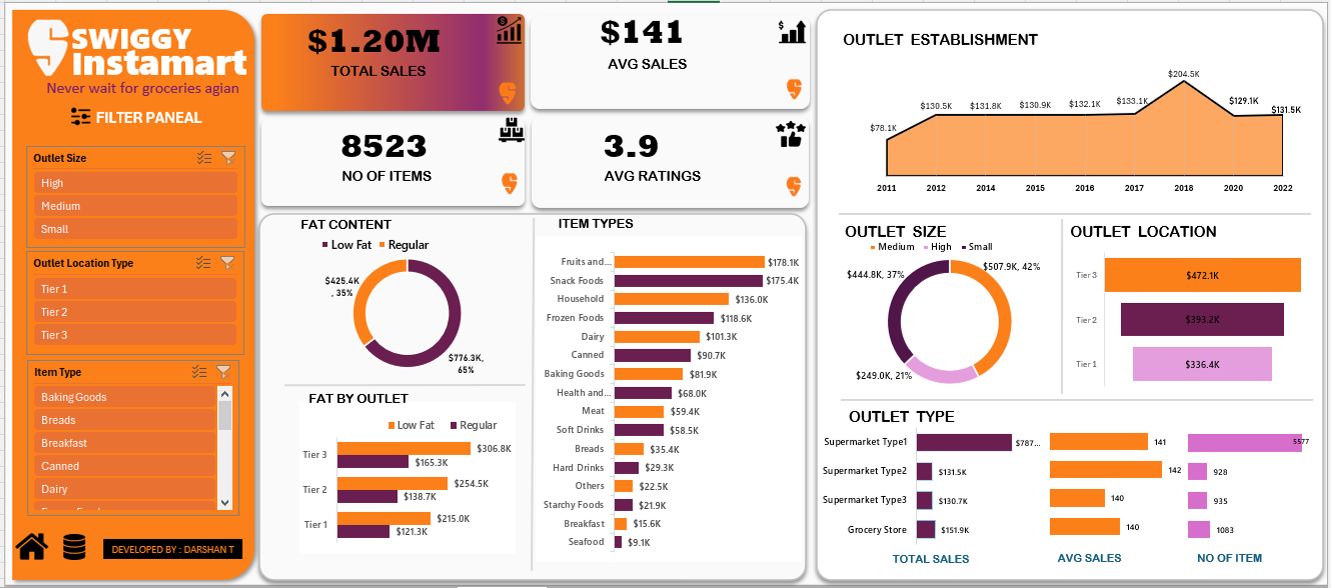 SWIGGY
instamart
Never wait for groceries agian
FILTER PANEAL
Outlet Size
High
Medium
Small
Outlet Location Type
Tier 1
Tier 2
Tier 3
Item Type
Baking Goods
Breads
Breakfast
Canned
Dairy
DEVELOPED BY : DARSHAN T
$1.20M
TOTAL SALES
$141
AVG SALES
8523
NO OF ITEMS
3.9
AVG RATINGS
FAT CONTENT
Low Fat Regular
$425.4K
, 35%
$776.3K,
65%
FAT BY OUTLET
Low Fat Regular
Tier 3 $306.8K
$165.3K
Tier 2 $254.5K
$138.7K
Tier 1 $215.0K
$121.3K
ITEM TYPES
Fruits and... $178.1K
Snack Foods $175.4K
Household $136.0K
Frozen Foods $118.6K
Dairy $101.3K
Canned $90.7K
Baking Goods $81.9K
Health and... $68.0K
Meat $59.4K
Soft Drinks $58.5K
Breads $35.4K
Hard Drinks $29.3K
Others $22.5K
Starchy Foods $21.9K
Breakfast $15.6K
Seafood $9.1K
OUTLET ESTABLISHMENT
$78.1K $130.5K $131.8K $130.9K $132.1K $133.1K $204.5K $129.1K $131.5K
2011 2012 2014 2015 2016 2017 2018 2020 2022
OUTLET SIZE
Medium High Small
$444.8K, 37%
$507.9K, 42%
$249.0K, 21%
OUTLET LOCATION
Tier 3 $472.1K
Tier 2 $393.2K
Tier 1 $336.4K
OUTLET TYPE
Supermarket Type1 $787... 141 5577
Supermarket Type2 $131.5K 142 928
Supermarket Type3 $130.7K 140 935
Grocery Store $151.9K 140 1083
TOTAL SALES AVG SALES NO OF ITEM